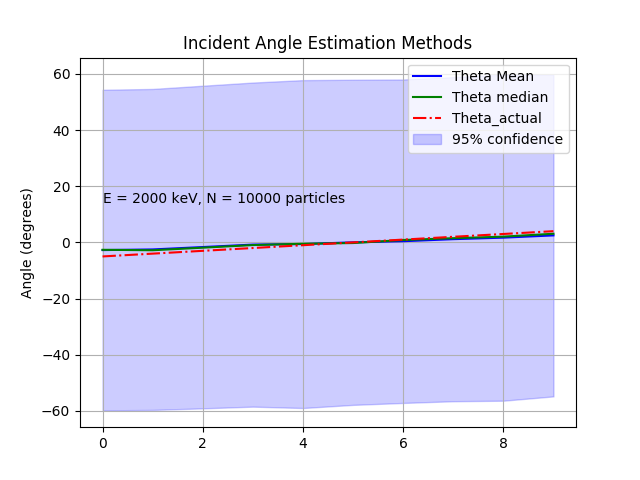 Incident Angle Estimation Methods
60
40
20
0
−20
−40
−60
Angle (degrees)
Theta Mean
Theta median
Theta_actual
95% confidence
E = 2000 keV, N = 10000 particles
0 2 4 6 8